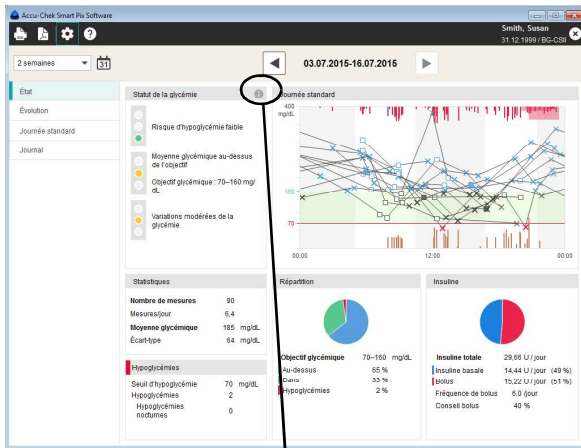 Accu-Chek Smart Pix Software
Smith, Susan
31.12.1999 / BG-CSII
2 semaines
31
03.07.2015-16.07.2015
État
Évolution
Journée standard
Journal
Statut de la glycémie
Risque d'hypoglycémie faible
Moyenne glycémique au-dessus
de l'objectif
Objectif glycémique : 70–160 mg/
dL
Variations modérées de la
glycémie
Journée standard
400
mg/dL
160
70
00:00
12:00
00:00
Statistiques
Nombre de mesures 90
Mesures/jour 6,4
Moyenne glycémique 185 mg/dL
Écart-type 64 mg/dL
Hypoglycémies
Seuil d'hypoglycémie 70 mg/dL
Hypoglycémies 2
Hypoglycémies
nocturnes 0
Répartition
Objectif glycémique 70–160 mg/dL
Au-dessus 65 %
Dans 33 %
Hypoglycémies 2 %
Insuline
Insuline totale 29,66 U / jour
Insuline basale 14,44 U / jour (49 %)
Bolus 15,22 U / jour (51 %)
Fréquence de bolus 6,0 /jour
Conseil bolus 40 %